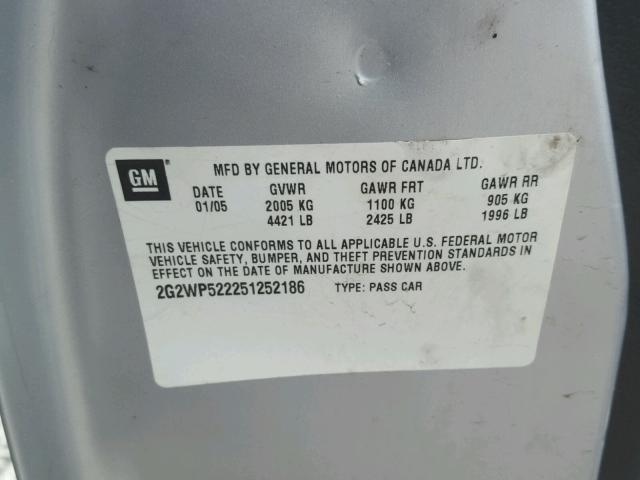 GM
MFD BY GENERAL MOTORS OF CANADA LTD.
DATE GVWR GAWR FRT GAWR RR
01/05 2005 KG 1100 KG 905 KG
4421 LB 2425 LB 1996 LB
THIS VEHICLE CONFORMS TO ALL APPLICABLE U.S. FEDERAL MOTOR
VEHICLE SAFETY, BUMPER, AND THEFT PREVENTION STANDARDS IN
EFFECT ON THE DATE OF MANUFACTURE SHOWN ABOVE.
2G2WP522251252186 TYPE: PASS CAR